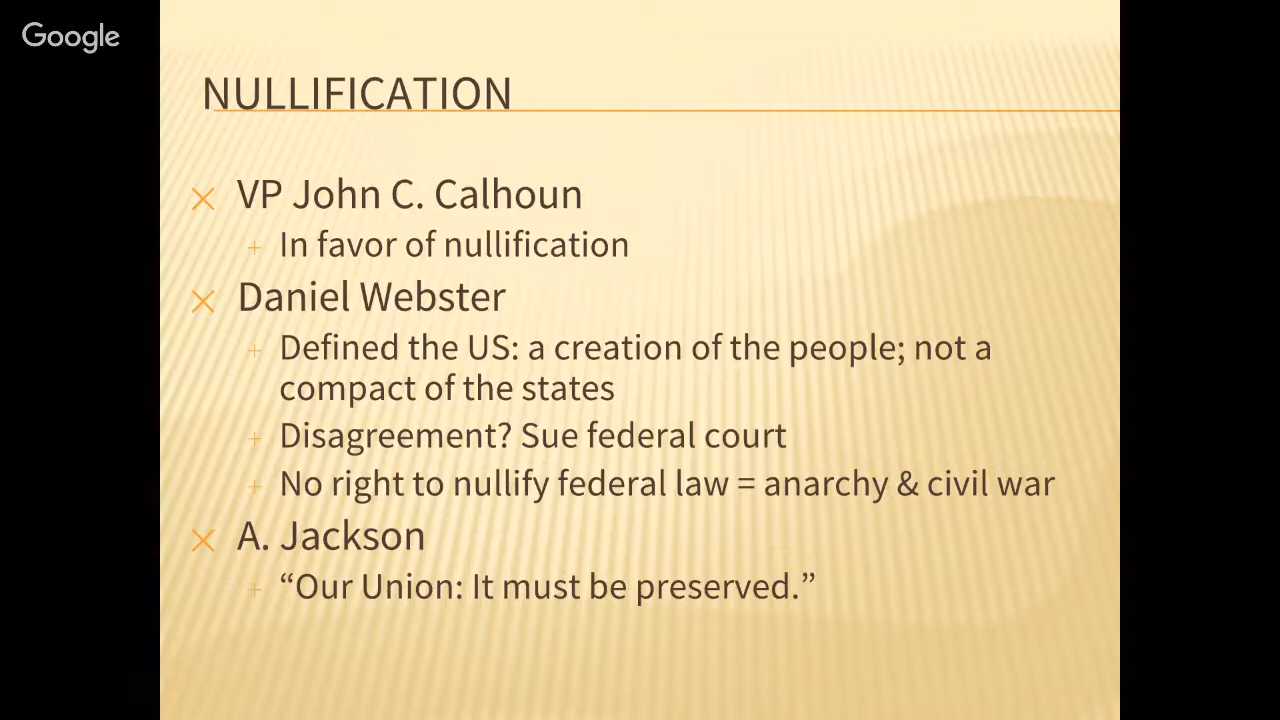 Google
NULLIFICATION
VP John C. Calhoun
In favor of nullification
Daniel Webster
Defined the US: a creation of the people; not a
compact of the states
Disagreement? Sue federal court
No right to nullify federal law = anarchy & civil war
A. Jackson
“Our Union: It must be preserved.”